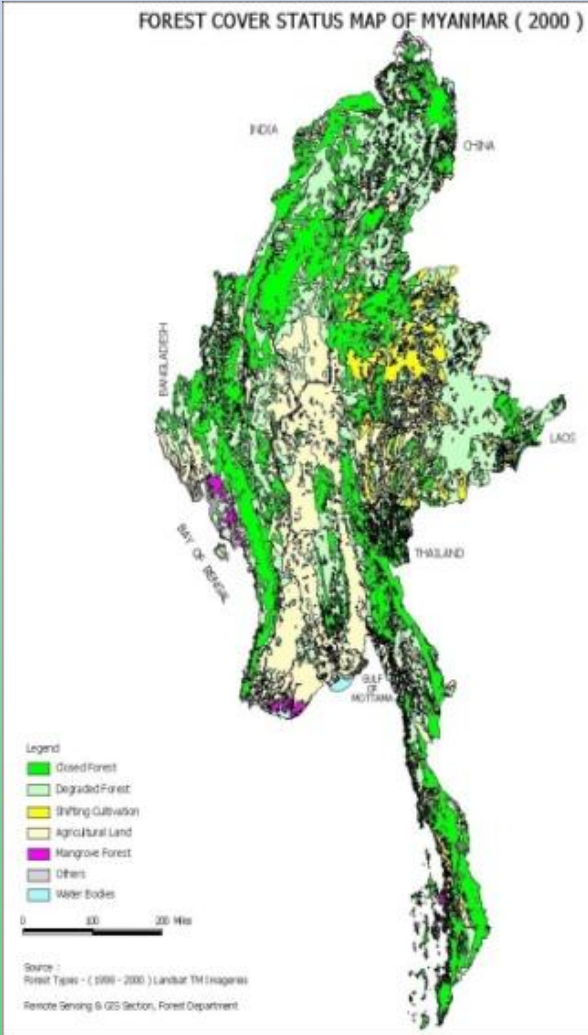 FOREST COVER STATUS MAP OF MYANMAR ( 2000 )
INDIA
CHINA
BANGLADESH
LAOS
BAY OF BENGAL
THAILAND
GULF
OF
MOTTAMA
Legend
Closed Forest
Degraded Forest
Shifting Cultivation
Agricultural Land
Mangrove Forest
Others
Water Bodies
0 100 200 Miles
Source :
Forest Types - ( 1998 - 2000 ) Landsat TM Imageries
Remote Sensing & GIS Section, Forest Department